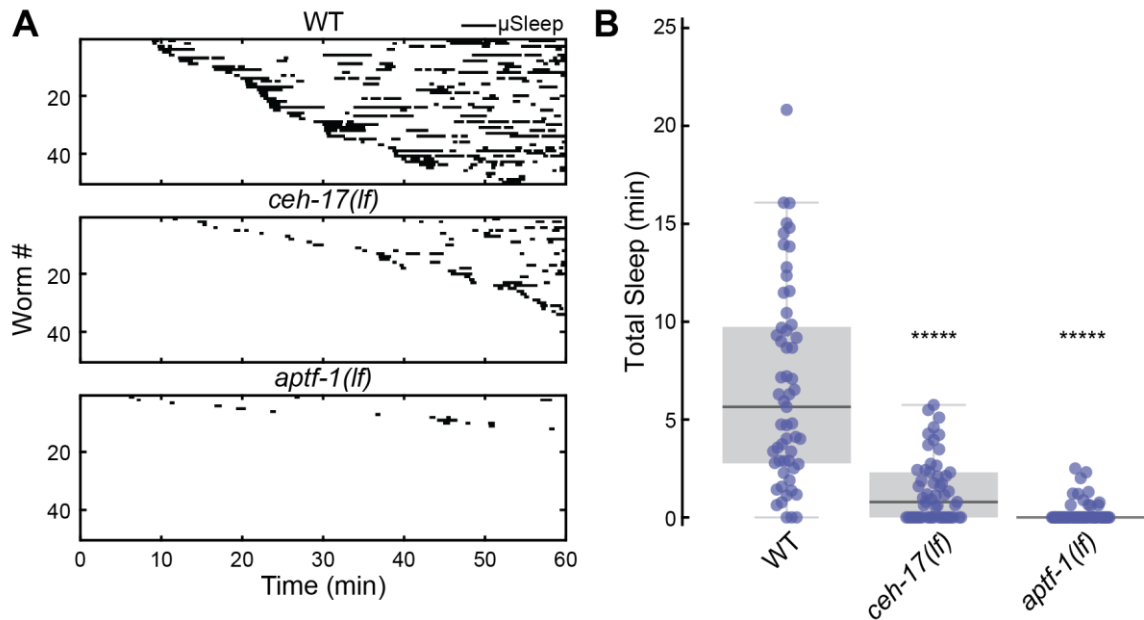 A
WT
μSleep
20
40
ceh-17(lf)
Worm #
20
40
aptf-1(lf)
20
40
0
10
20
30
40
50
60
Time (min)
B
25
20
15
10
5
0
Total Sleep (min)
*****
*****
WT
ceh-17(lf)
aptf-1(lf)